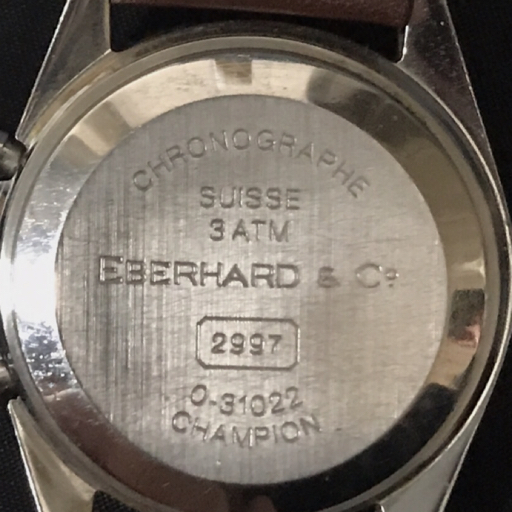 CHRONOGRAPHE
SUISSE
3 ATM
EBERHARD & Cº
2997
0-31022
CHAMPION